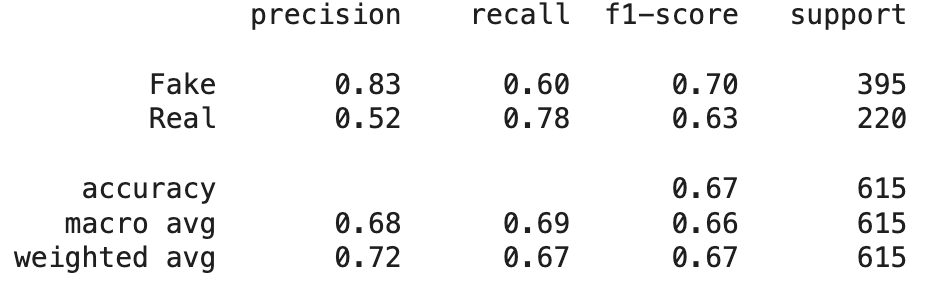 precision recall f1-score support
Fake 0.83 0.60 0.70 395
Real 0.52 0.78 0.63 220
accuracy 0.67 615
macro avg 0.68 0.69 0.66 615
weighted avg 0.72 0.67 0.67 615